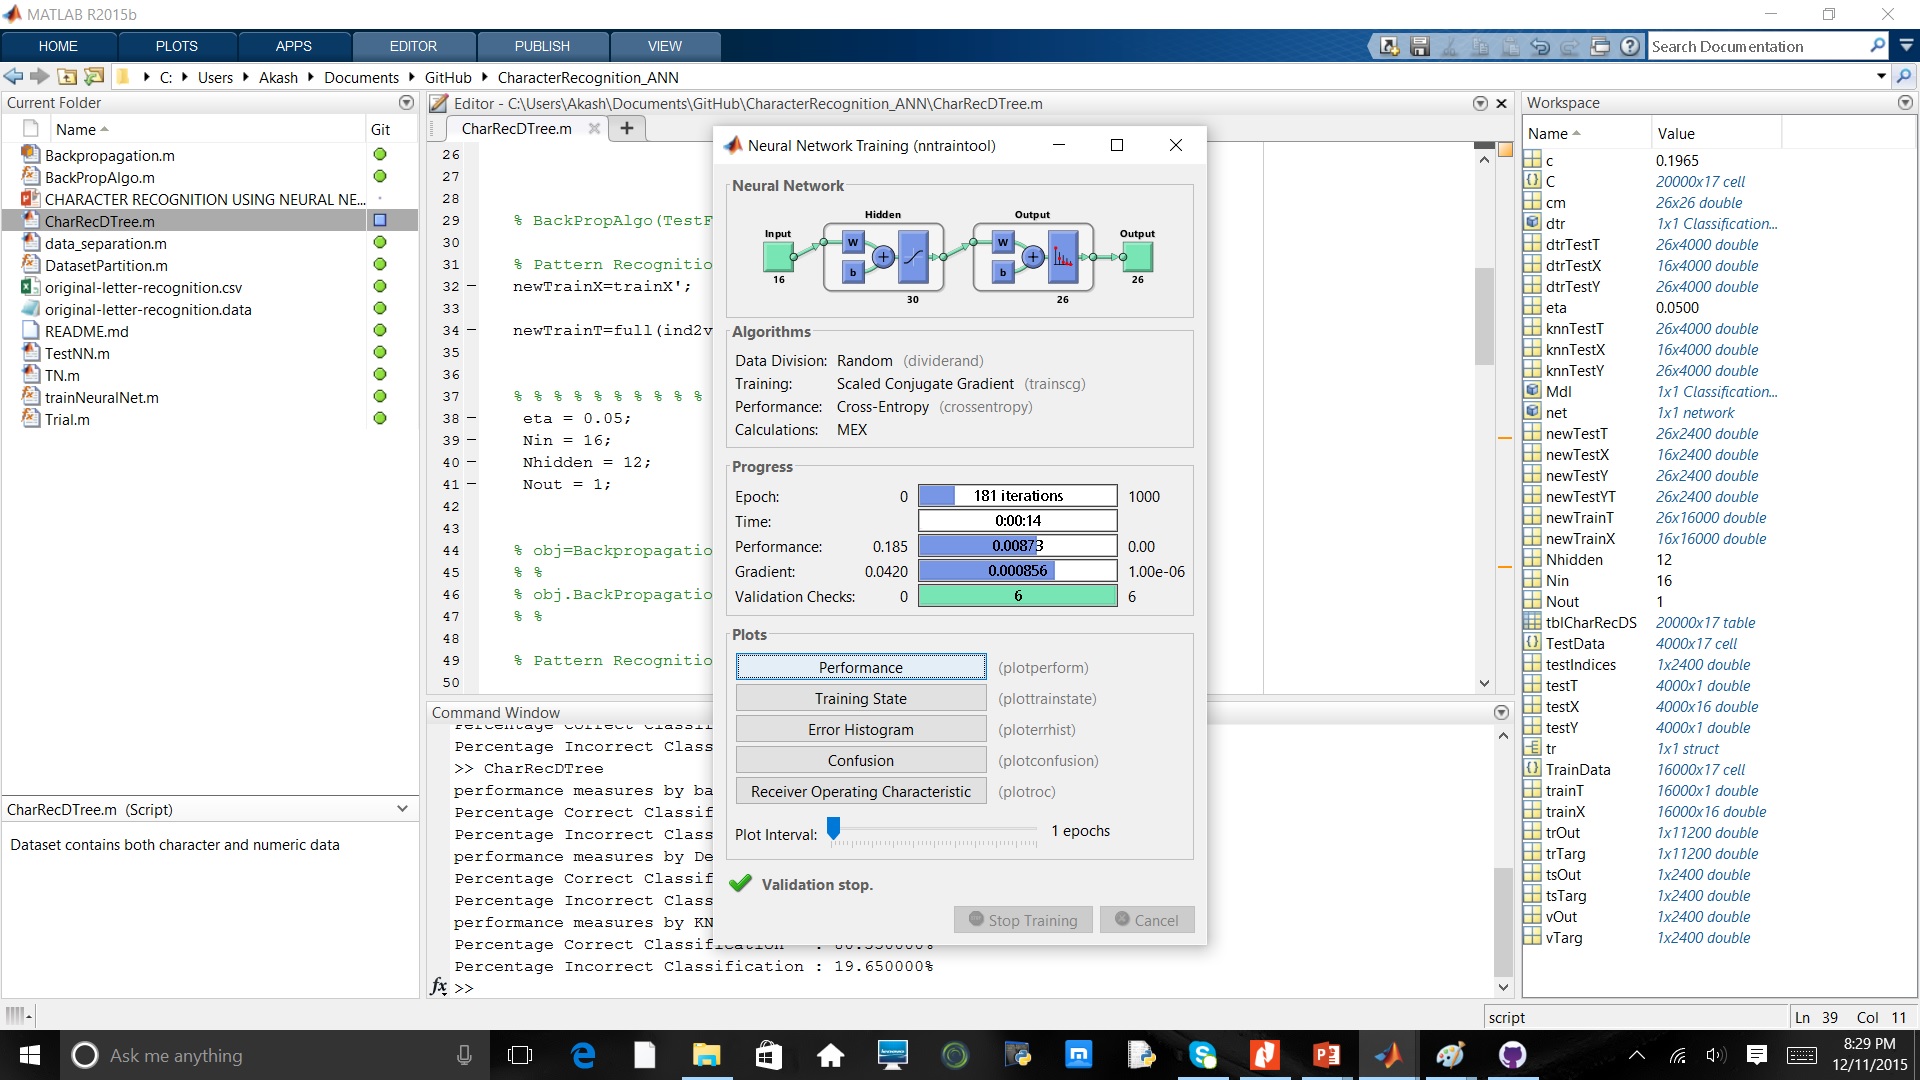 MATLAB R2015b
HOME PLOTS APPS EDITOR PUBLISH VIEW
Search Documentation
C: Users Akash Documents GitHub CharacterRecognition_ANN
Current Folder
Name Git
Backpropagation.m
BackPropAlgo.m
CHARACTER RECOGNITION USING NEURAL NE...
CharRecDTree.m
data_separation.m
DatasetPartition.m
original-letter-recognition.csv
original-letter-recognition.data
README.md
TestNN.m
TN.m
trainNeuralNet.m
Trial.m
CharRecDTree.m (Script)
Dataset contains both character and numeric data
Editor - C:\Users\Akash\Documents\GitHub\CharacterRecognition_ANN\CharRecDTree.m
CharRecDTree.m
26
27
28
29 % BackPropAlgo(TestF
30
31 % Pattern Recognitio
32 newTrainX=trainX';
33
34 newTrainT=full(ind2v
35
36
37 % % % % % % % % % %
38 eta = 0.05;
39 Nin = 16;
40 Nhidden = 12;
41 Nout = 1;
42
43
44 % obj=Backpropagatio
45 % %
46 % obj.BackPropagatio
47 % %
48
49 % Pattern Recognitio
50
Command Window
Percentage Correct Classif
Percentage Incorrect Class
>> CharRecDTree
performance measures by ba
Percentage Correct Classif
Percentage Incorrect Class
performance measures by De
Percentage Correct Classif
Percentage Incorrect Class
performance measures by KN
Percentage Correct Classification : 80.350000%
Percentage Incorrect Classification : 19.650000%
fx >>
Neural Network Training (nntraintool)
Neural Network
Hidden Output
Input Output
W b + W b +
16 30 26 26
Algorithms
Data Division: Random (dividerand)
Training: Scaled Conjugate Gradient (trainscg)
Performance: Cross-Entropy (crossentropy)
Calculations: MEX
Progress
Epoch: 0 181 iterations 1000
Time: 0:00:14
Performance: 0.185 0.00873 0.00
Gradient: 0.0420 0.000856 1.00e-06
Validation Checks: 0 6 6
Plots
Performance (plotperform)
Training State (plottrainstate)
Error Histogram (ploterrhist)
Confusion (plotconfusion)
Receiver Operating Characteristic (plotroc)
Plot Interval: 1 epochs
Validation stop.
Stop Training Cancel
Workspace
Name Value
c 0.1965
C 20000x17 cell
cm 26x26 double
dtr 1x1 Classification...
dtrTestT 26x4000 double
dtrTestX 16x4000 double
dtrTestY 26x4000 double
eta 0.0500
knnTestT 26x4000 double
knnTestX 16x4000 double
knnTestY 26x4000 double
Mdl 1x1 Classification...
net 1x1 network
newTestT 26x2400 double
newTestX 16x2400 double
newTestY 26x2400 double
newTestYT 26x2400 double
newTrainT 26x16000 double
newTrainX 16x16000 double
Nhidden 12
Nin 16
Nout 1
tblCharRecDS 20000x17 table
TestData 4000x17 cell
testIndices 1x2400 double
testT 4000x1 double
testX 4000x16 double
testY 4000x1 double
tr 1x1 struct
TrainData 16000x17 cell
trainT 16000x1 double
trainX 16000x16 double
trOut 1x11200 double
trTarg 1x11200 double
tsOut 1x2400 double
tsTarg 1x2400 double
vOut 1x2400 double
vTarg 1x2400 double
script Ln 39 Col 11
Ask me anything
8:29 PM
12/11/2015